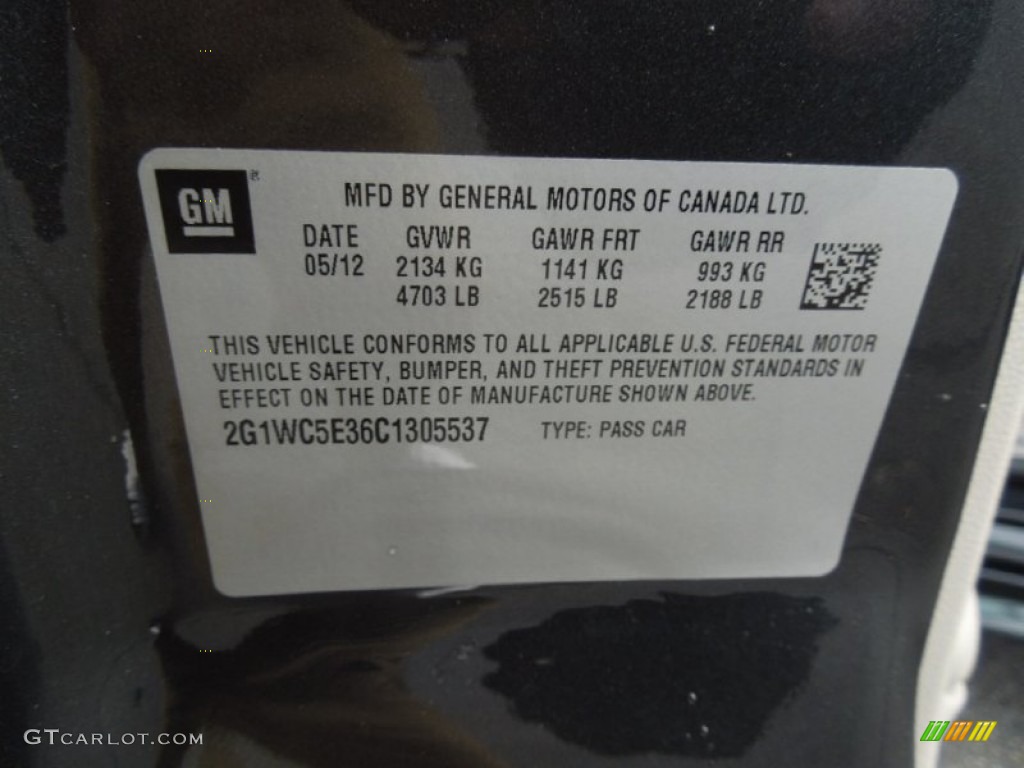 GM®
MFD BY GENERAL MOTORS OF CANADA LTD.
DATE GVWR GAWR FRT GAWR RR
05/12 2134 KG 1141 KG 993 KG
4703 LB 2515 LB 2188 LB
THIS VEHICLE CONFORMS TO ALL APPLICABLE U.S. FEDERAL MOTOR
VEHICLE SAFETY, BUMPER, AND THEFT PREVENTION STANDARDS IN
EFFECT ON THE DATE OF MANUFACTURE SHOWN ABOVE.
2G1WC5E36C1305537 TYPE: PASS CAR
GTCARLOT.COM